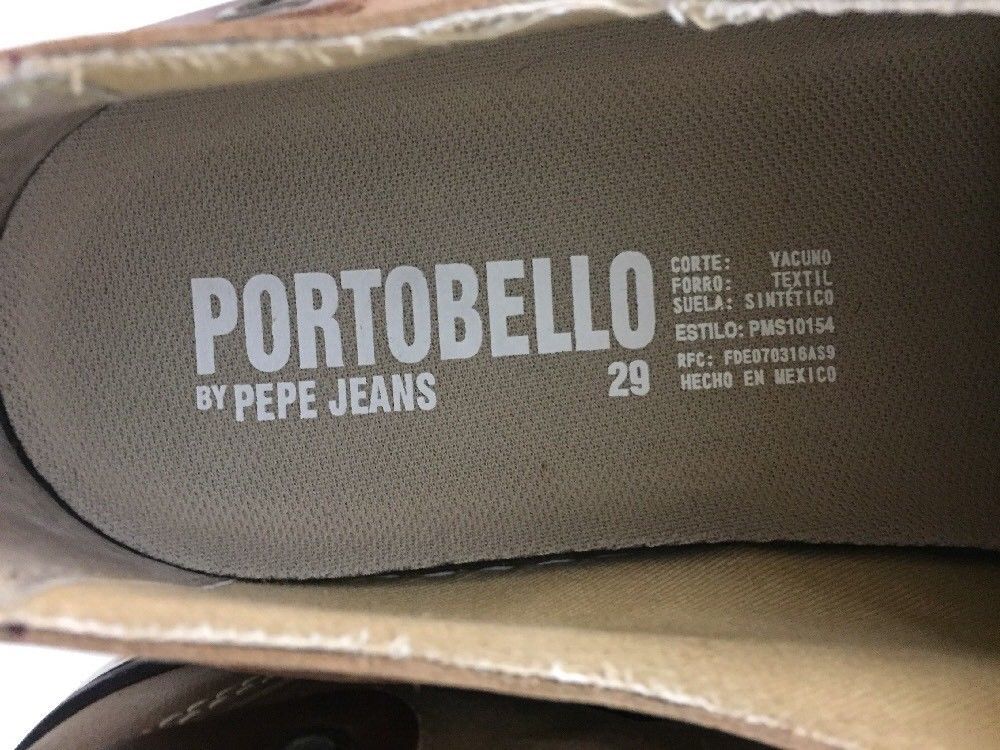 PORTOBELLO
BY PEPE JEANS
29
CORTE: VACUNO
FORRO: TEXTIL
SUELA: SINTÉTICO
ESTILO: PMS10154
RFC: FDE070316AS9
HECHO EN MEXICO